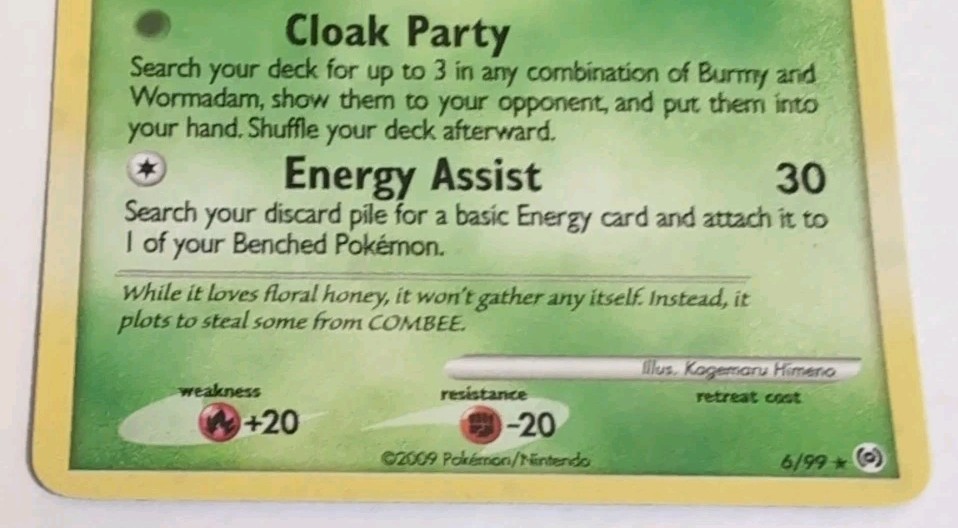 Cloak Party
Search your deck for up to 3 in any combination of Burmy and
Wormadam, show them to your opponent, and put them into
your hand. Shuffle your deck afterward.
Energy Assist 30
Search your discard pile for a basic Energy card and attach it to
1 of your Benched Pokémon.
While it loves floral honey, it won't gather any itself. Instead, it
plots to steal some from COMBEE.
Illus. Kagemaru Himeno
weakness resistance retreat cost
+20 -20
©2009 Pokémon/Nintendo 6/99 ★